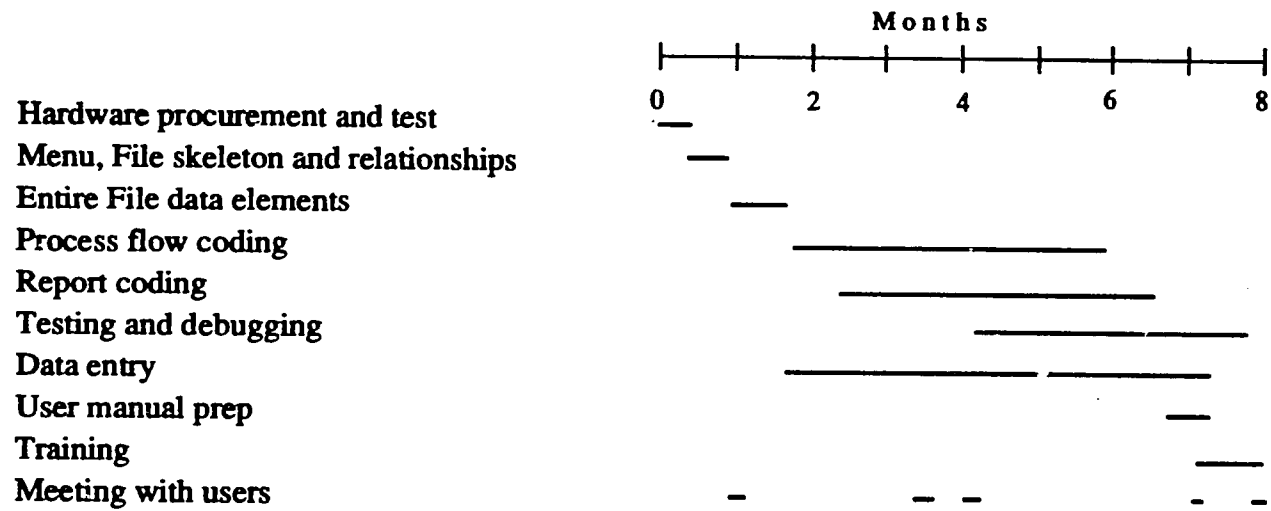 Months
0 2 4 6 8
Hardware procurement and test
Menu, File skeleton and relationships
Entire File data elements
Process flow coding
Report coding
Testing and debugging
Data entry
User manual prep
Training
Meeting with users